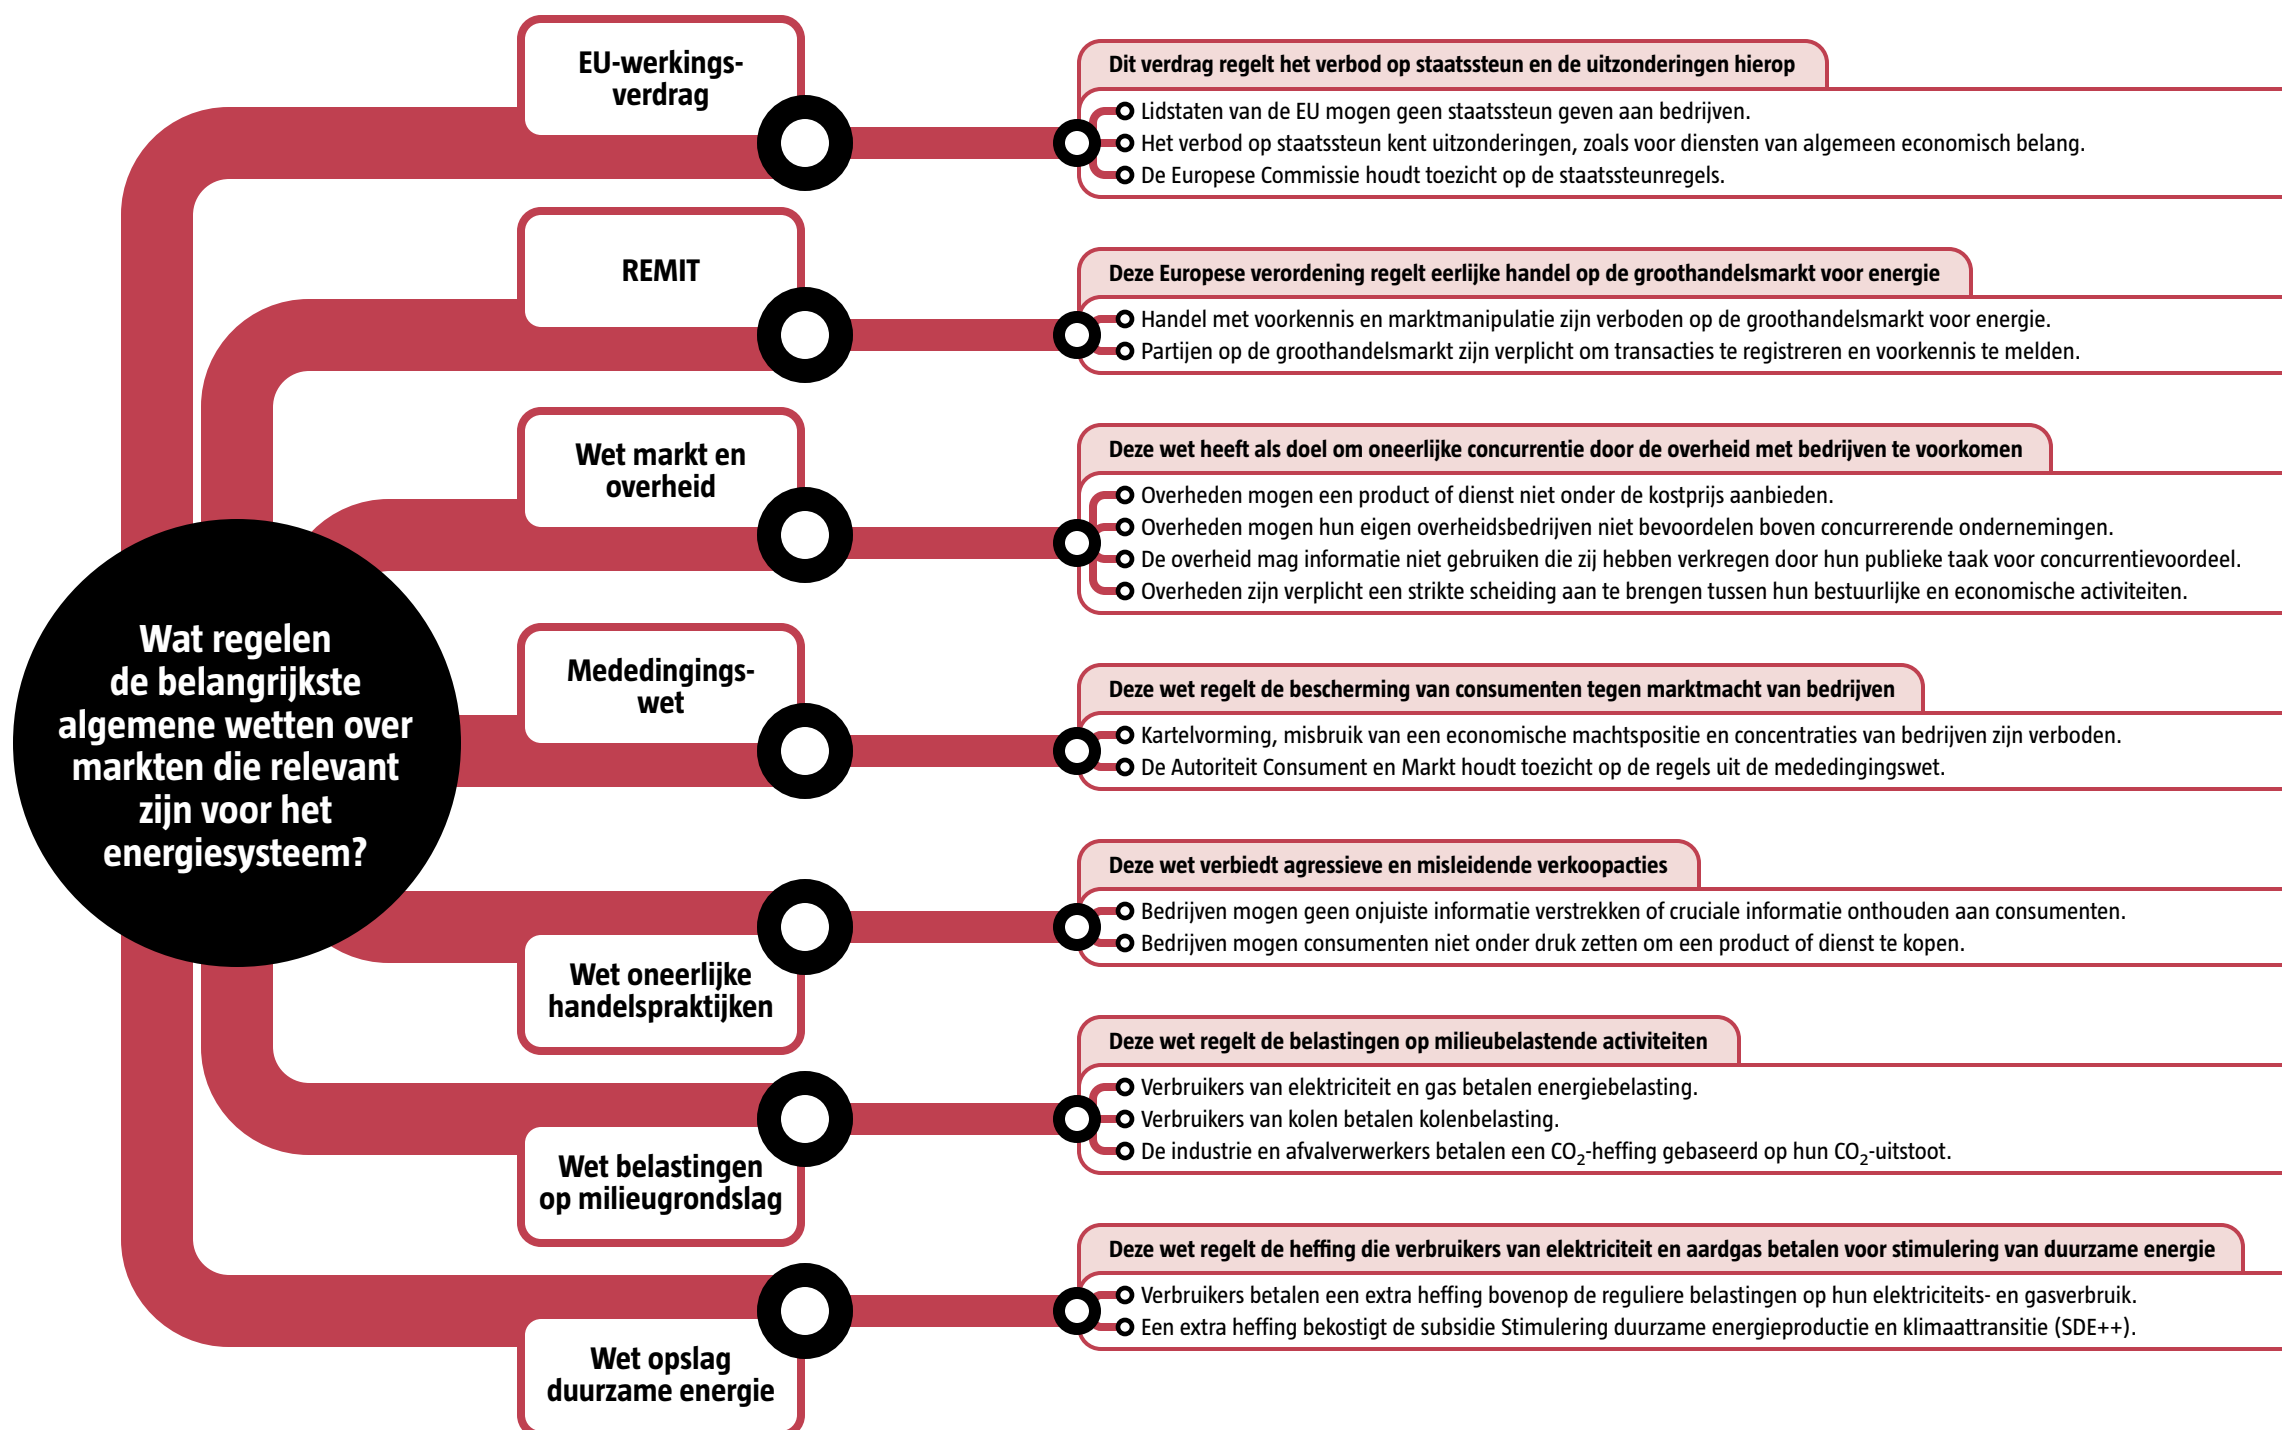 Wat regelen
de belangrijkste
algemene wetten over
markten die relevant
zijn voor het
energiesysteem?
EU-werkings-
verdrag
Dit verdrag regelt het verbod op staatssteun en de uitzonderingen hierop
Lidstaten van de EU mogen geen staatssteun geven aan bedrijven.
Het verbod op staatssteun kent uitzonderingen, zoals voor diensten van algemeen economisch belang.
De Europese Commissie houdt toezicht op de staatssteunregels.
REMIT
Deze Europese verordening regelt eerlijke handel op de groothandelsmarkt voor energie
Handel met voorkennis en marktmanipulatie zijn verboden op de groothandelsmarkt voor energie.
Partijen op de groothandelsmarkt zijn verplicht om transacties te registreren en voorkennis te melden.
Wet markt en
overheid
Deze wet heeft als doel om oneerlijke concurrentie door de overheid met bedrijven te voorkomen
Overheden mogen een product of dienst niet onder de kostprijs aanbieden.
Overheden mogen hun eigen overheidsbedrijven niet bevoordelen boven concurrerende ondernemingen.
De overheid mag informatie niet gebruiken die zij hebben verkregen door hun publieke taak voor concurrentievoordeel.
Overheden zijn verplicht een strikte scheiding aan te brengen tussen hun bestuurlijke en economische activiteiten.
Mededingings-
wet
Deze wet regelt de bescherming van consumenten tegen marktmacht van bedrijven
Kartelvorming, misbruik van een economische machtspositie en concentraties van bedrijven zijn verboden.
De Autoriteit Consument en Markt houdt toezicht op de regels uit de mededingingswet.
Wet oneerlijke
handelspraktijken
Deze wet verbiedt agressieve en misleidende verkoopacties
Bedrijven mogen geen onjuiste informatie verstrekken of cruciale informatie onthouden aan consumenten.
Bedrijven mogen consumenten niet onder druk zetten om een product of dienst te kopen.
Wet belastingen
op milieugrondslag
Deze wet regelt de belastingen op milieubelastende activiteiten
Verbruikers van elektriciteit en gas betalen energiebelasting.
Verbruikers van kolen betalen kolenbelasting.
De industrie en afvalverwerkers betalen een CO₂-heffing gebaseerd op hun CO₂-uitstoot.
Wet opslag
duurzame energie
Deze wet regelt de heffing die verbruikers van elektriciteit en aardgas betalen voor stimulering van duurzame energie
Verbruikers betalen een extra heffing bovenop de reguliere belastingen op hun elektriciteits- en gasverbruik.
Een extra heffing bekostigt de subsidie Stimulering duurzame energieproductie en klimaattransitie (SDE++).